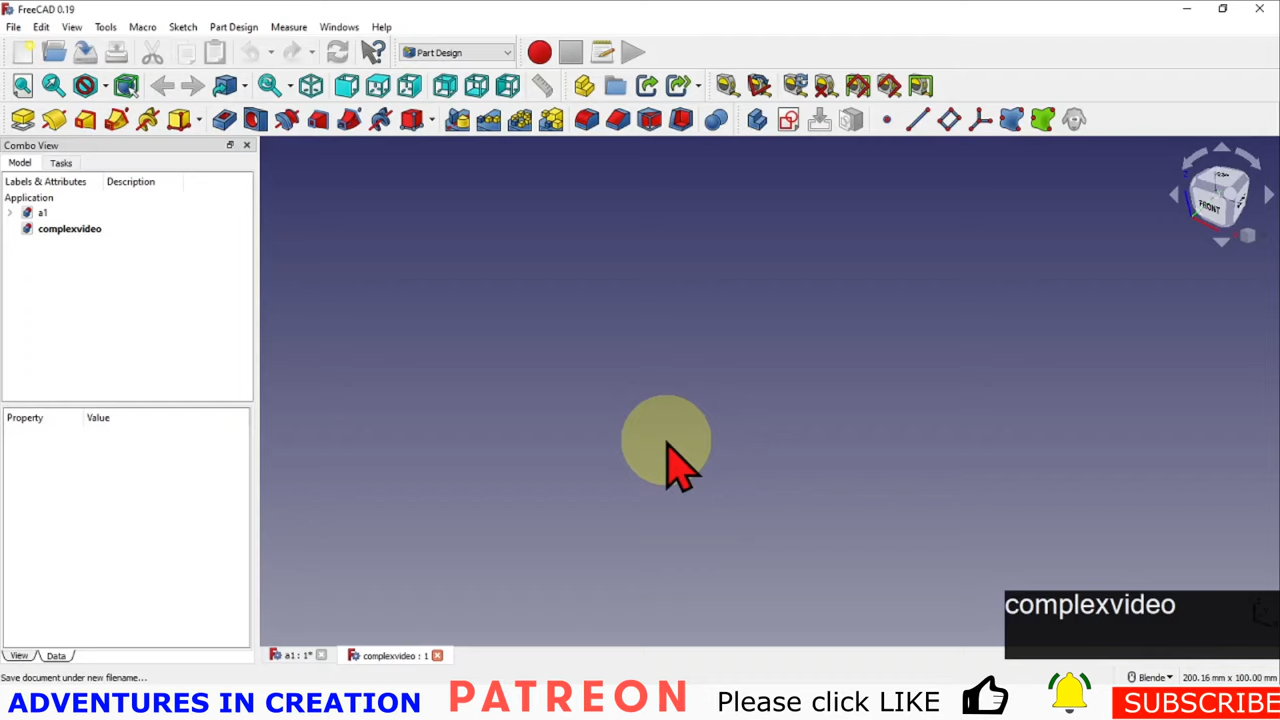 FreeCAD 0.19
File Edit View Tools Macro Sketch Part Design Measure Windows Help
Part Design
Combo View
Model Tasks
Labels & Attributes Description
Application
a1
complexvideo
FRONT
Property Value
complexvideo
View Data
a1 : 1*
complexvideo : 1
Save document under new filename...
Blende
200.16 mm x 100.00 mm
ADVENTURES IN CREATION PATREON Please click LIKE SUBSCRIBE